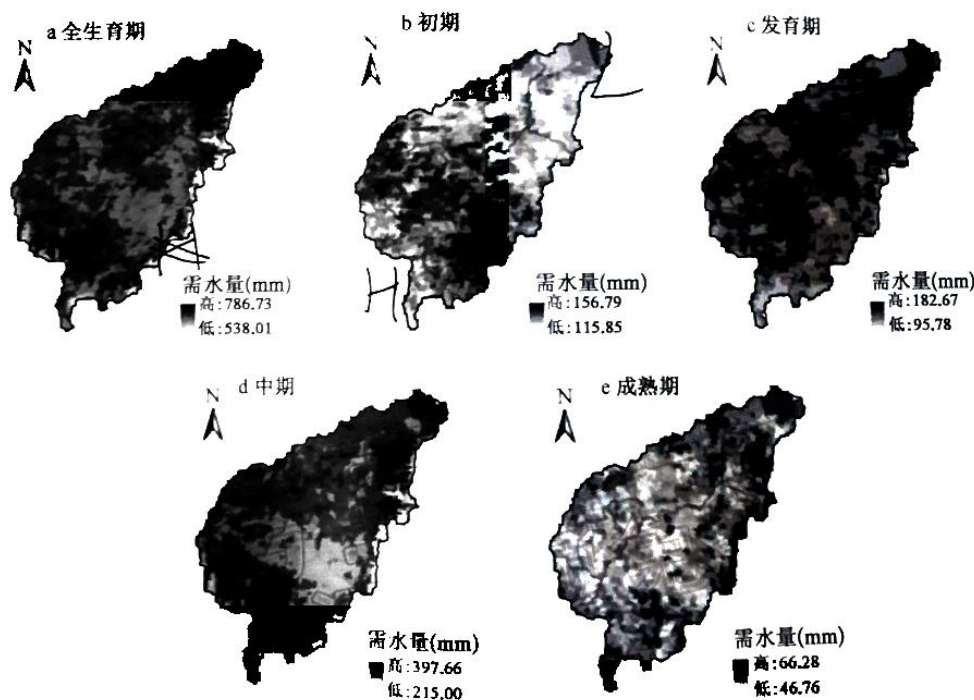 a 全生育期
N
需水量(mm)
高:786.73
低:538.01
b 初期
N
需水量(mm)
高:156.79
低:115.85
c 发育期
N
需水量(mm)
高:182.67
低:95.78
d 中期
N
需水量(mm)
高:397.66
低:215.00
e 成熟期
N
需水量(mm)
高:66.28
低:46.76